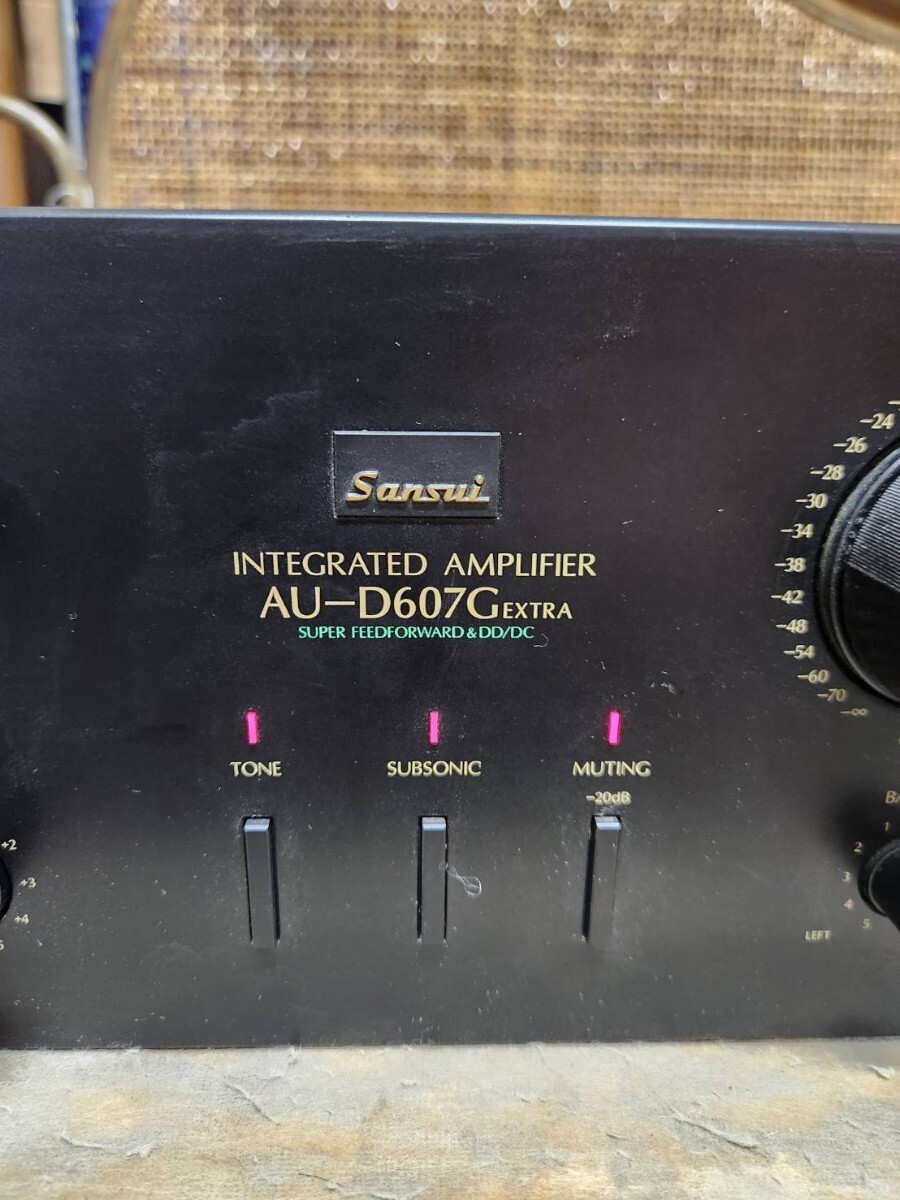 Sansui
INTEGRATED AMPLIFIER
AU-D607G EXTRA
SUPER FEEDFORWARD & DD/DC
TONE
SUBSONIC
MUTING
-20dB
-24
-26
-28
-30
-34
-38
-42
-48
-54
-60
-70
-∞
+2
+3
+4
1
2
3
4
5
LEFT